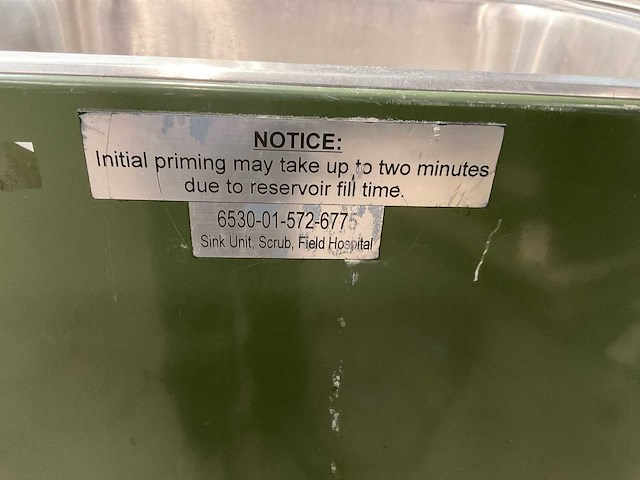 NOTICE:
Initial priming may take up to two minutes
due to reservoir fill time.
6530-01-572-6775
Sink Unit, Scrub, Field Hospital